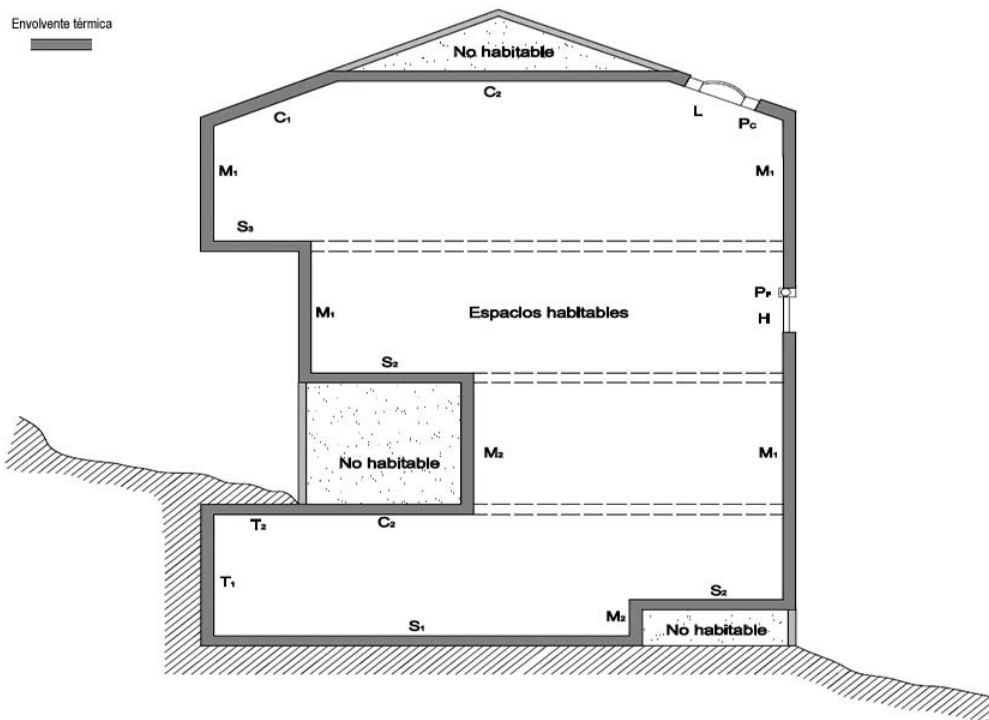 Envolvente térmica
No habitable
C₂
C₁
L
Pc
M₁
M₁
S₃
M₁
Espacios habitables
PF
H
S₂
No habitable
M₂
M₁
T₂
C₂
T₁
S₂
M₂
S₁
No habitable